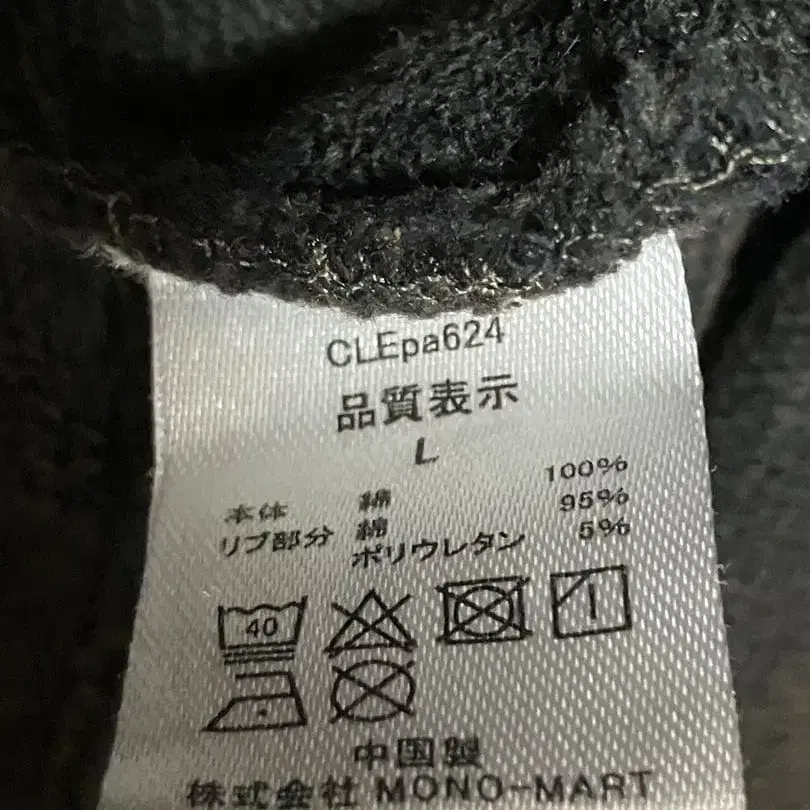 CLEpa624
品質表示
L
本体 綿 100%
リブ部分 綿 95%
ポリウレタン 5%
40
中国製
株式会社 MONO-MART